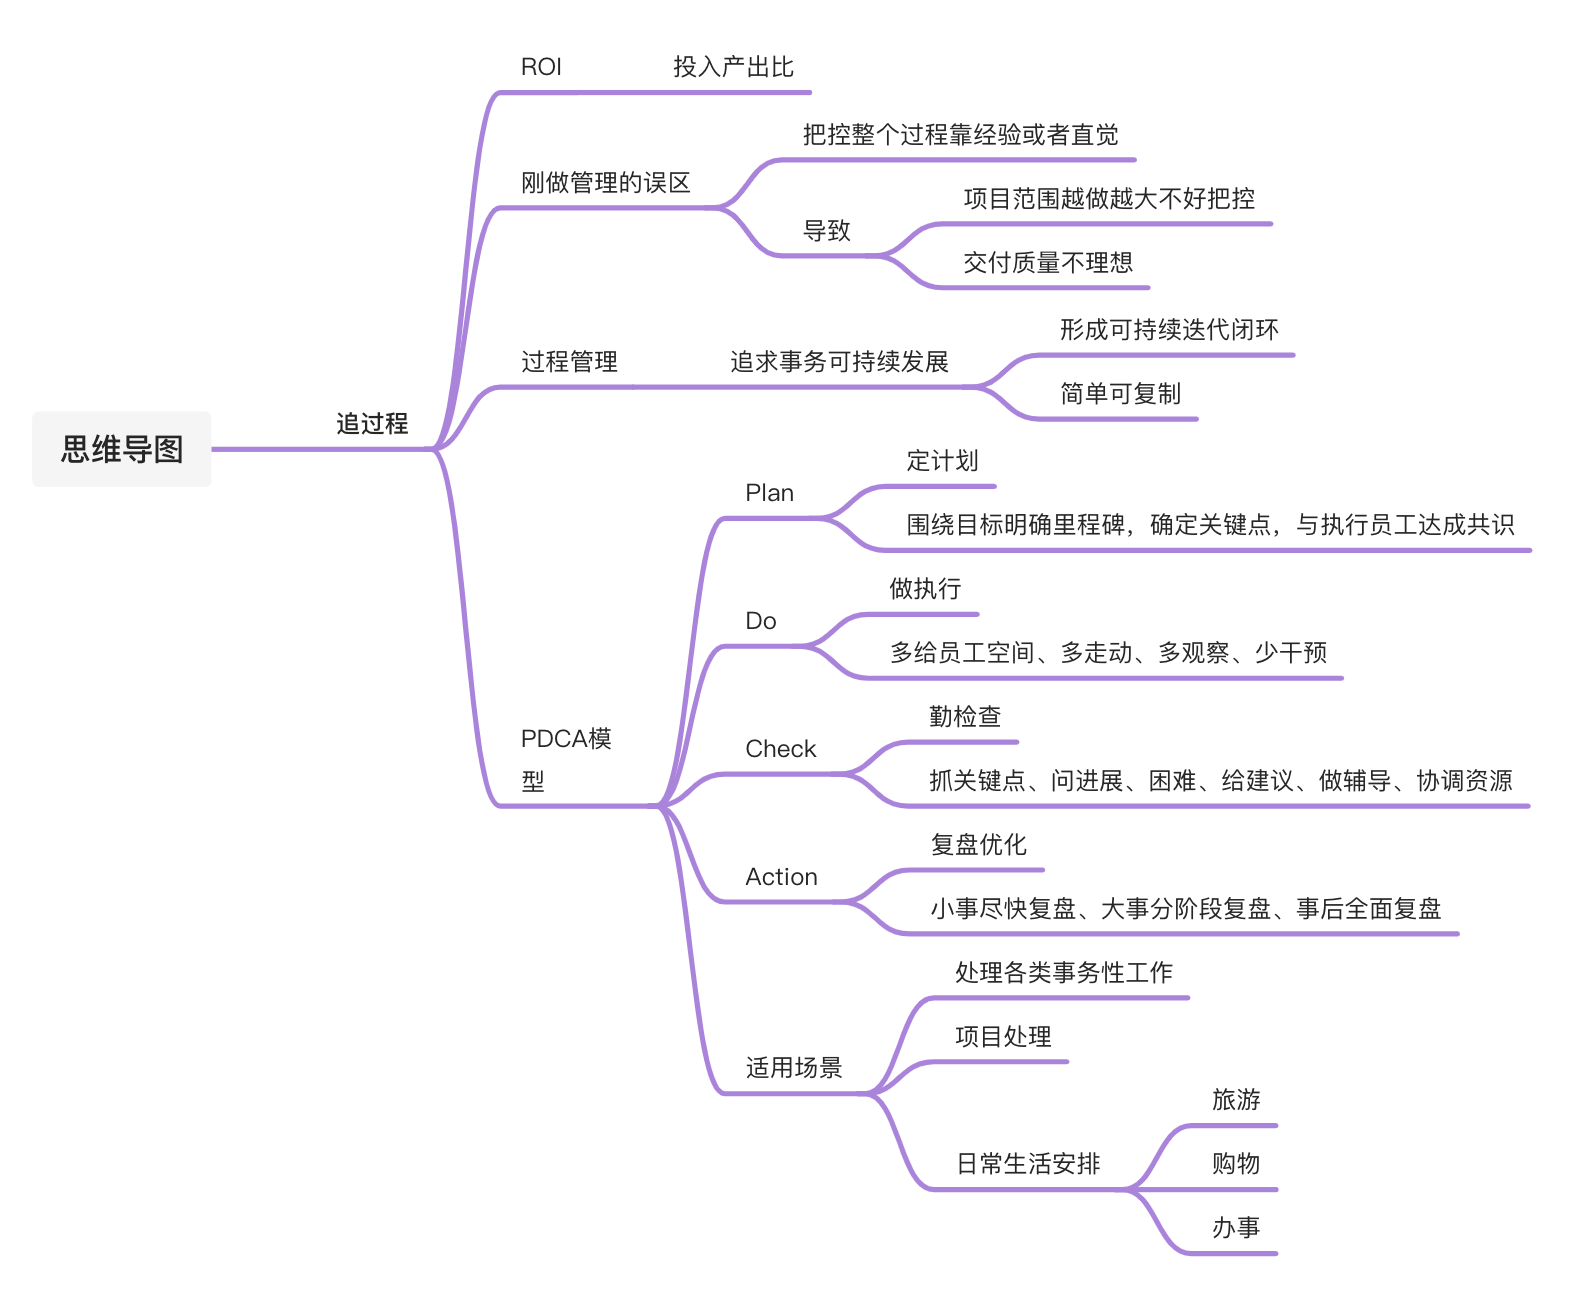 思维导图
追过程
ROI
投入产出比
刚做管理的误区
把控整个过程靠经验或者直觉
导致
项目范围越做越大不好把控
交付质量不理想
过程管理
追求事务可持续发展
形成可持续迭代闭环
简单可复制
PDCA模
型
Plan
定计划
围绕目标明确里程碑，确定关键点，与执行员工达成共识
Do
做执行
多给员工空间、多走动、多观察、少干预
Check
勤检查
抓关键点、问进展、困难、给建议、做辅导、协调资源
Action
复盘优化
小事尽快复盘、大事分阶段复盘、事后全面复盘
适用场景
处理各类事务性工作
项目处理
日常生活安排
旅游
购物
办事